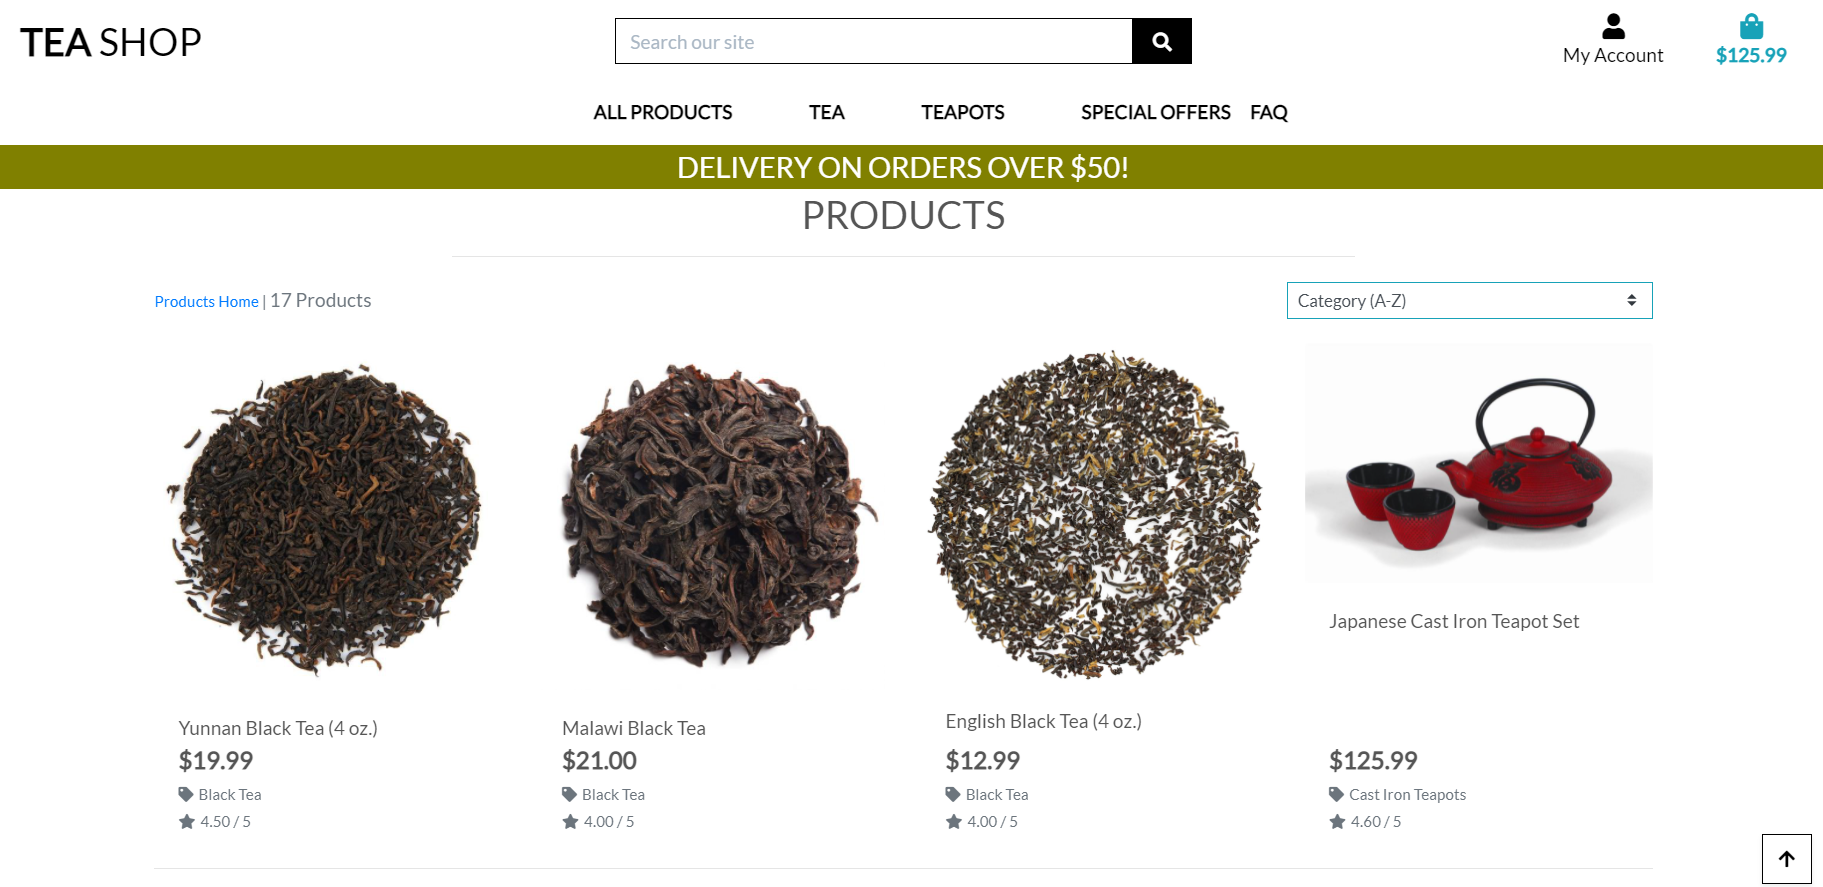 TEA SHOP
Search our site
My Account
$125.99
ALL PRODUCTS TEA TEAPOTS SPECIAL OFFERS FAQ
DELIVERY ON ORDERS OVER $50!
PRODUCTS
Products Home | 17 Products
Category (A-Z)
Yunnan Black Tea (4 oz.)
$19.99
Black Tea
4.50 / 5
Malawi Black Tea
$21.00
Black Tea
4.00 / 5
English Black Tea (4 oz.)
$12.99
Black Tea
4.00 / 5
Japanese Cast Iron Teapot Set
$125.99
Cast Iron Teapots
4.60 / 5